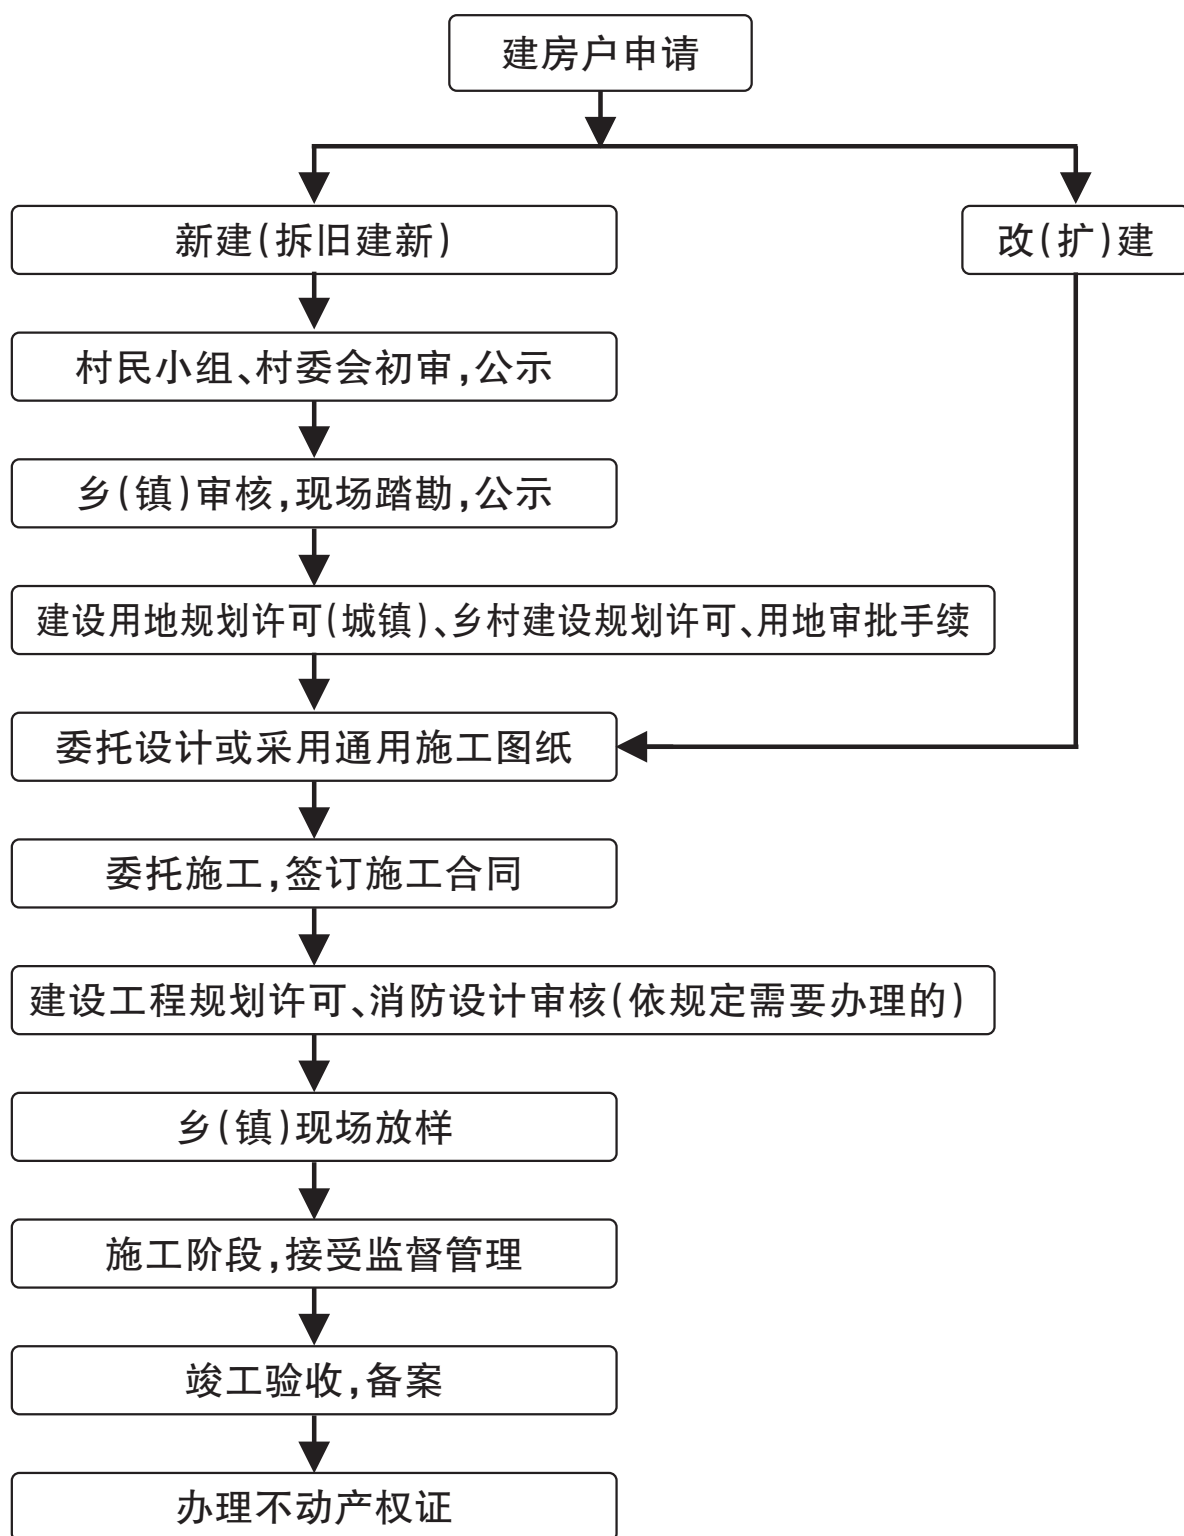 建房户申请
新建(拆旧建新)
改(扩)建
村民小组、村委会初审,公示
乡(镇)审核,现场踏勘,公示
建设用地规划许可(城镇)、乡村建设规划许可、用地审批手续
委托设计或采用通用施工图纸
委托施工,签订施工合同
建设工程规划许可、消防设计审核(依规定需要办理的)
乡(镇)现场放样
施工阶段,接受监督管理
竣工验收,备案
办理不动产权证